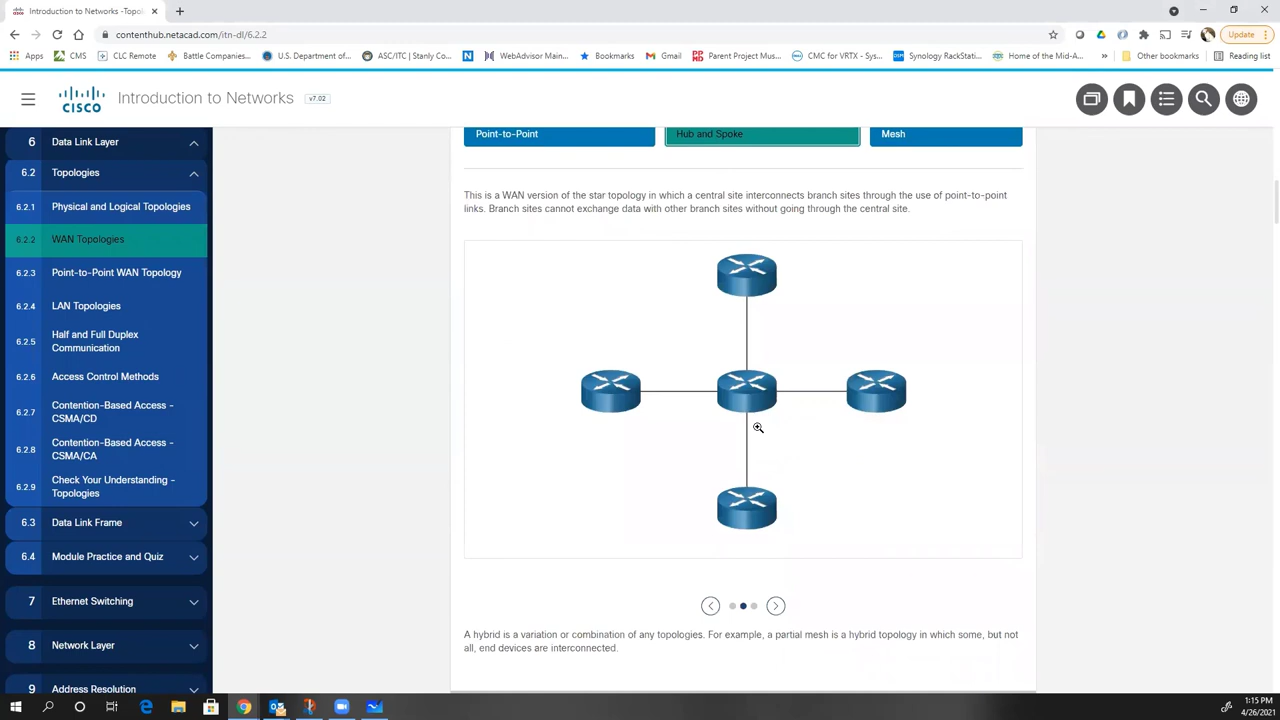 Introduction to Networks -Topol
contenthub.netacad.com/itn-dl/6.2.2
Update
Apps
CMS
CLC Remote
Battle Companies...
U.S. Department of...
ASC/ITC | Stanly Co...
WebAdvisor Main...
Bookmarks
Gmail
Parent Project Mus...
CMC for VRTX - Sys...
Synology RackStati...
Home of the Mid-A...
»
Other bookmarks
Reading list
CISCO
Introduction to Networks
v7.02
6 Data Link Layer
6.2 Topologies
6.2.1 Physical and Logical Topologies
6.2.2 WAN Topologies
6.2.3 Point-to-Point WAN Topology
6.2.4 LAN Topologies
6.2.5 Half and Full Duplex
Communication
6.2.6 Access Control Methods
6.2.7 Contention-Based Access -
CSMA/CD
6.2.8 Contention-Based Access -
CSMA/CA
6.2.9 Check Your Understanding -
Topologies
6.3 Data Link Frame
6.4 Module Practice and Quiz
7 Ethernet Switching
8 Network Layer
9 Address Resolution
Point-to-Point
Hub and Spoke
Mesh
This is a WAN version of the star topology in which a central site interconnects branch sites through the use of point-to-point
links. Branch sites cannot exchange data with other branch sites without going through the central site.
A hybrid is a variation or combination of any topologies. For example, a partial mesh is a hybrid topology in which some, but not
all, end devices are interconnected.
1:15 PM
4/26/2021